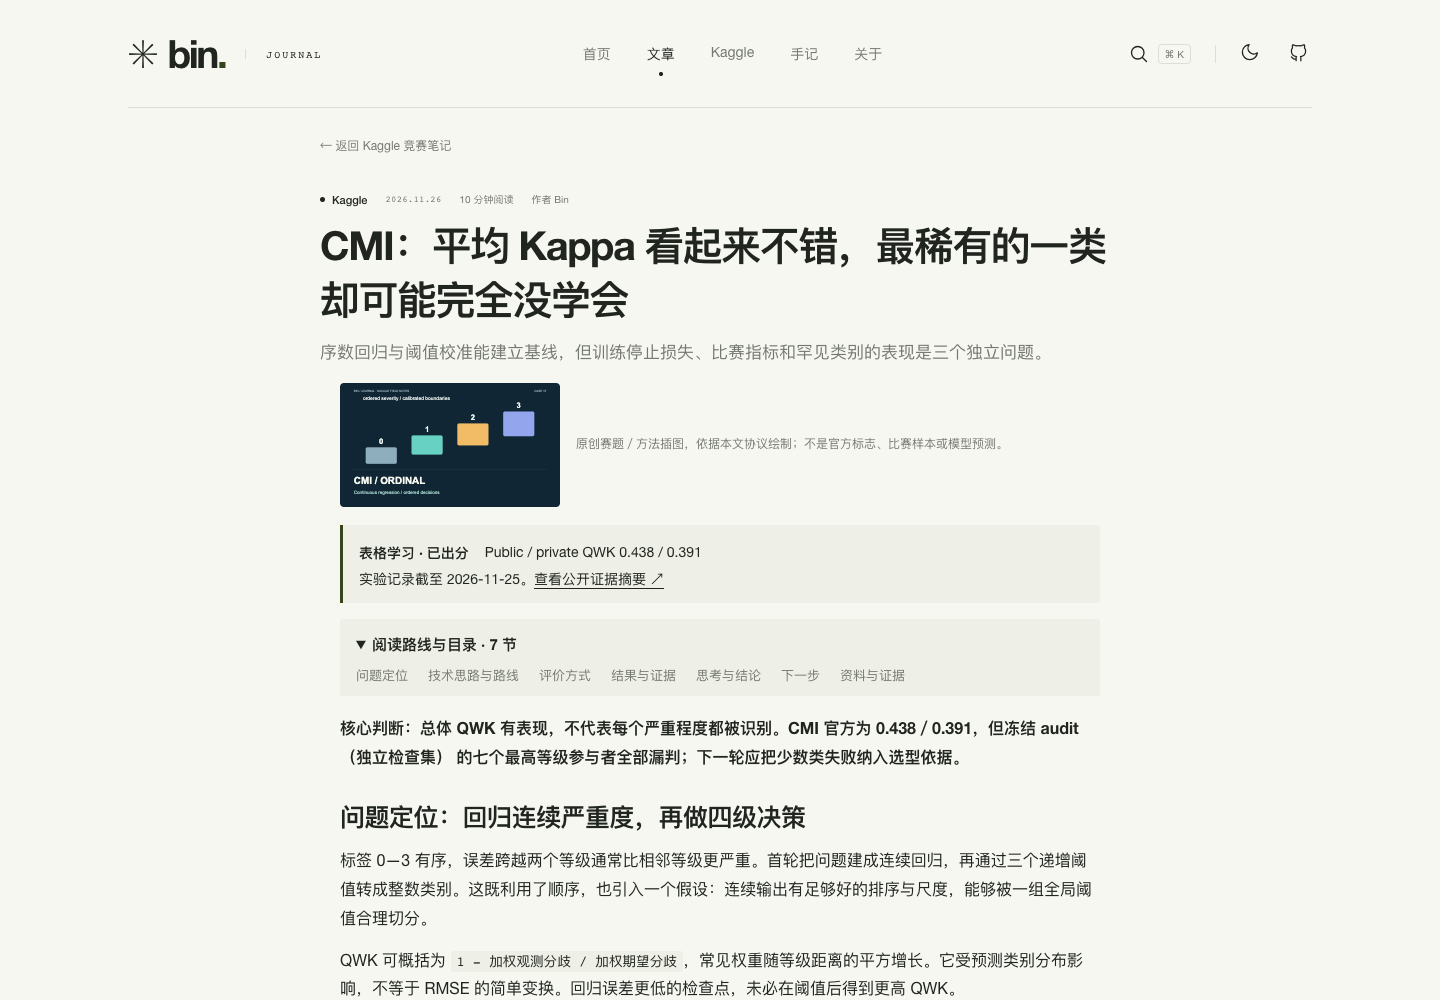 bin.
JOURNAL
首页
文章
Kaggle
手记
关于
⌘ K
← 返回 Kaggle 竞赛笔记
Kaggle 2026.11.26 10 分钟阅读 作者 Bin
CMI：平均 Kappa 看起来不错，最稀有的一类
却可能完全没学会
序数回归与阈值校准能建立基线，但训练停止损失、比赛指标和罕见类别的表现是三个独立问题。
ordered severity / calibrated boundaries
0
1
2
3
CMI / ORDINAL
Continuous regression / ordered decisions
原创赛题 / 方法插图，依据本文协议绘制；不是官方标志、比赛样本或模型预测。
表格学习 · 已出分 Public / private QWK 0.438 / 0.391
实验记录截至 2026-11-25。查看公开证据摘要 ↗
▼ 阅读路线与目录 · 7 节
问题定位 技术思路与路线 评价方式 结果与证据 思考与结论 下一步 资料与证据
核心判断：总体 QWK 有表现，不代表每个严重程度都被识别。CMI 官方为 0.438 / 0.391，但冻结 audit
（独立检查集） 的七个最高等级参与者全部漏判；下一轮应把少数类失败纳入选型依据。
问题定位：回归连续严重度，再做四级决策
标签 0—3 有序，误差跨越两个等级通常比相邻等级更严重。首轮把问题建成连续回归，再通过三个递增阈
值转成整数类别。这既利用了顺序，也引入一个假设：连续输出有足够好的排序与尺度，能够被一组全局阈
值合理切分。
QWK 可概括为 1 − 加权观测分歧 / 加权期望分歧，常见权重随等级距离的平方增长。它受预测类别分布影
响，不等于 RMSE 的简单变换。回归误差更低的检查点，未必在阈值后得到更高 QWK。